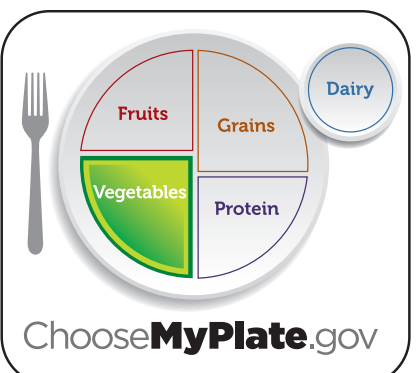 Dairy
Fruits
Grains
Vegetables
Protein
ChooseMyPlate.gov